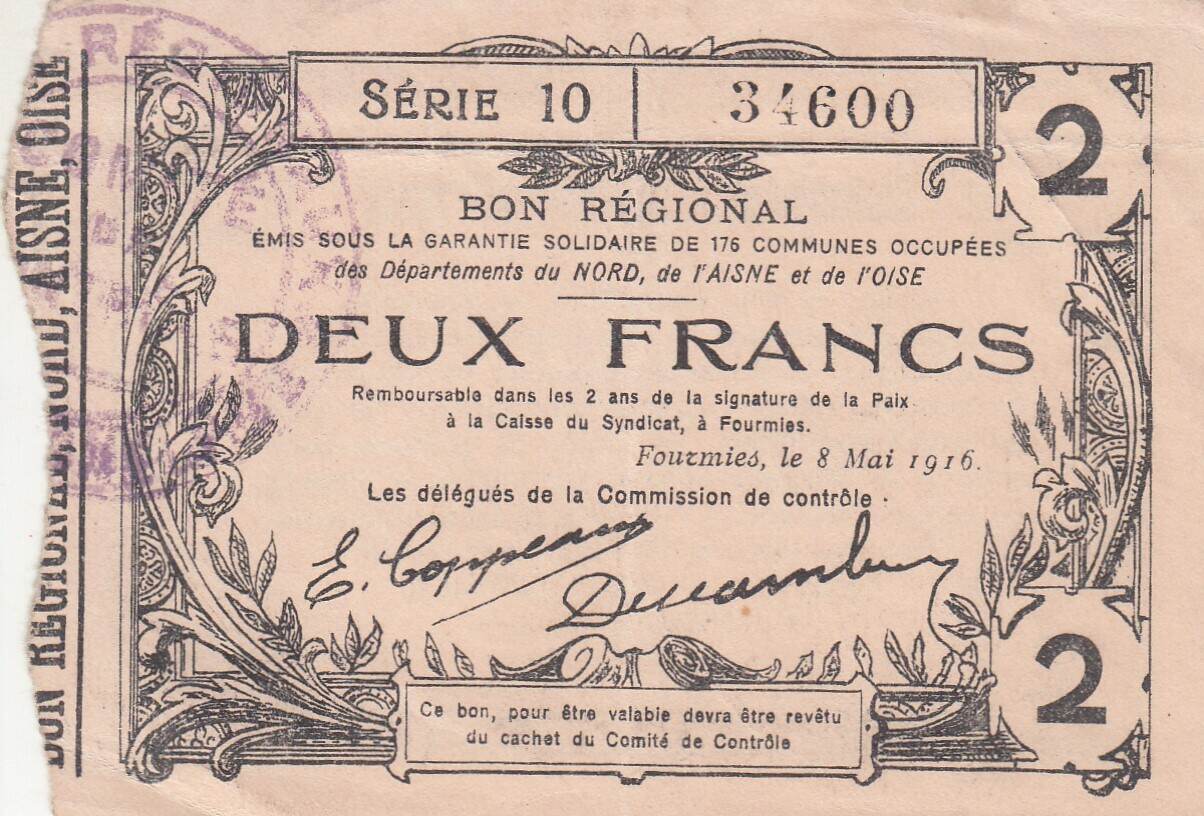 BON RÉGIONAL, NORD, AISNE, OISE
SÉRIE 10
34600
2
BON RÉGIONAL
ÉMIS SOUS LA GARANTIE SOLIDAIRE DE 176 COMMUNES OCCUPÉES
des Départements du NORD, de l'AISNE et de l'OISE
DEUX FRANCS
Remboursable dans les 2 ans de la signature de la Paix
à la Caisse du Syndicat, à Fourmies.
Fourmies, le 8 Mai 1916.
Les délégués de la Commission de contrôle
E.
2
Ce bon, pour être valable devra être revêtu
du cachet du Comité de Contrôle